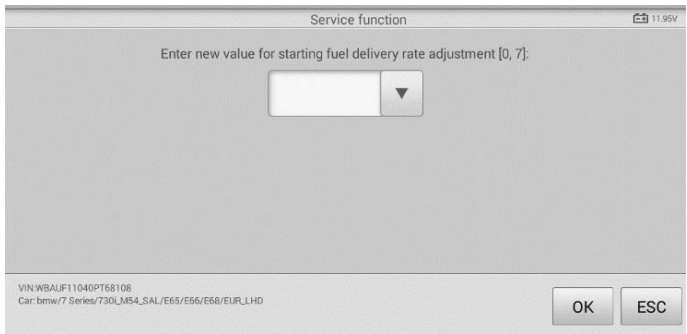 Service function
11.95V
Enter new value for starting fuel delivery rate adjustment [0, 7]:
VIN:WBAUF11040PT68108
Car:bmw/7 Series/730i_M54_SAL/E65/E66/E68/EUR_LHD
OK
ESC